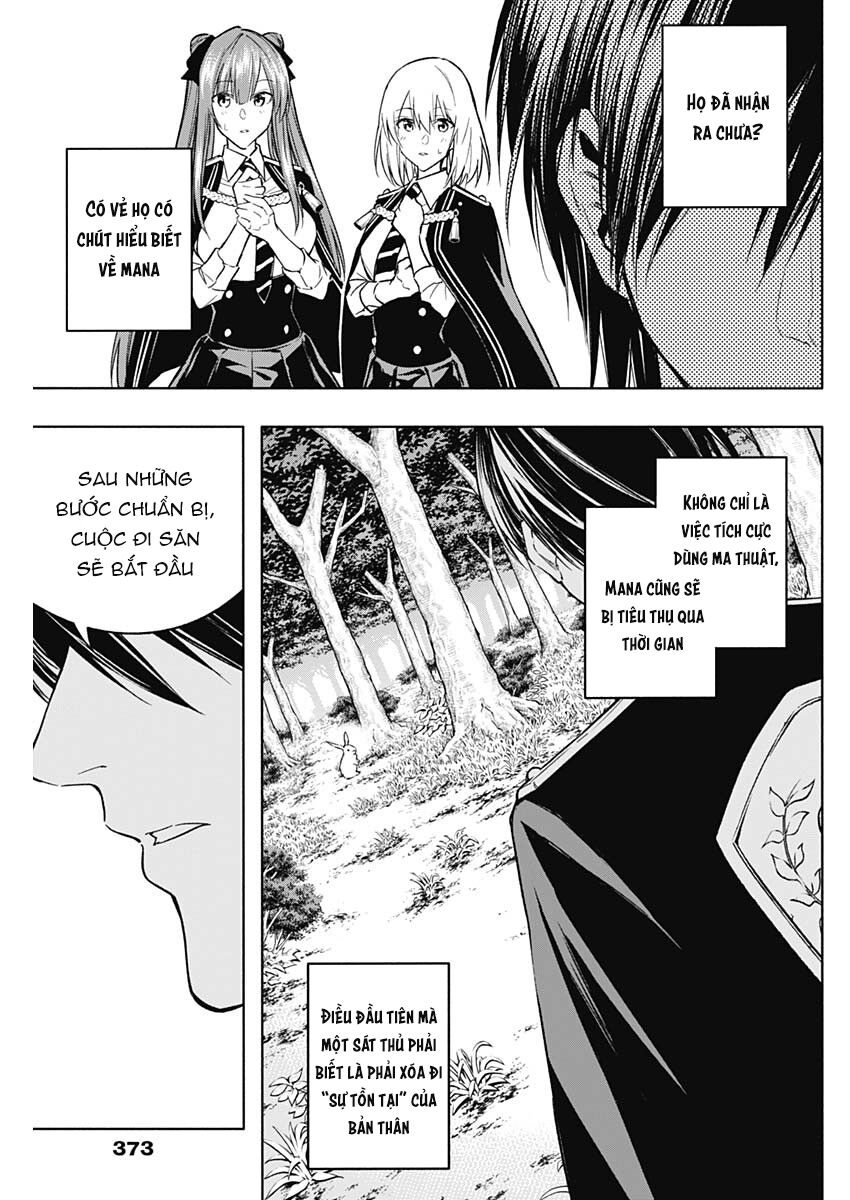 HỌ ĐÃ NHẬN
RA CHƯA?
CÓ VẺ HỌ CÓ
CHÚT HIỂU BIẾT
VỀ MANA
KHÔNG CHỈ LÀ
VIỆC TÍCH CỰC
DÙNG MA THUẬT,
MANA CŨNG SẼ
BỊ TIÊU THỤ QUA
THỜI GIAN
ĐIỀU ĐẦU TIÊN MÀ
MỘT SÁT THỦ PHẢI
BIẾT LÀ PHẢI XÓA ĐI
"SỰ TỒN TẠI" CỦA
BẢN THÂN
SAU NHỮNG
BƯỚC CHUẨN BỊ,
CUỘC ĐI SĂN
SẼ BẮT ĐẦU
373